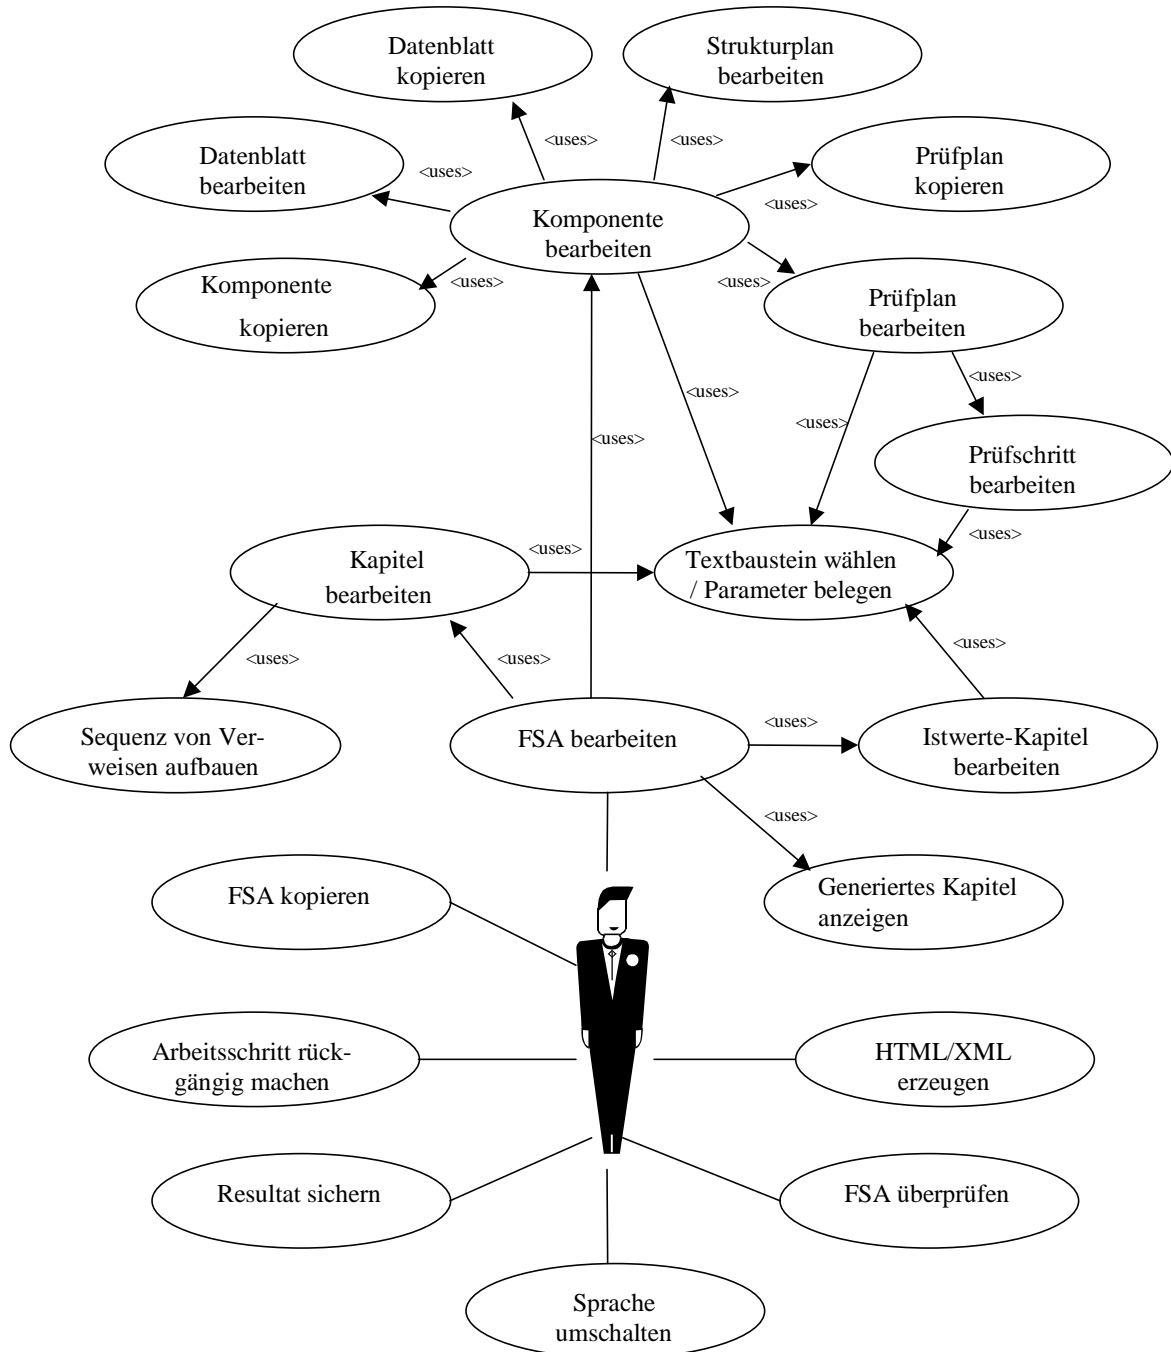 Datenblatt
kopieren
Strukturplan
bearbeiten
<uses>
<uses>
Datenblatt
bearbeiten
<uses>
Prüfplan
kopieren
<uses>
Komponente
bearbeiten
Komponente
kopieren
<uses>
<uses>
Prüfplan
bearbeiten
<uses>
<uses>
<uses>
<uses>
Prüfschritt
bearbeiten
<uses>
Kapitel
bearbeiten
<uses>
Textbaustein wählen
/ Parameter belegen
<uses>
<uses>
<uses>
Sequenz von Ver-
weisen aufbauen
FSA bearbeiten
<uses>
Istwerte-Kapitel
bearbeiten
<uses>
FSA kopieren
Generiertes Kapitel
anzeigen
Arbeitsschritt rück-
gängig machen
HTML/XML
erzeugen
Resultat sichern
FSA überprüfen
Sprache
umschalten